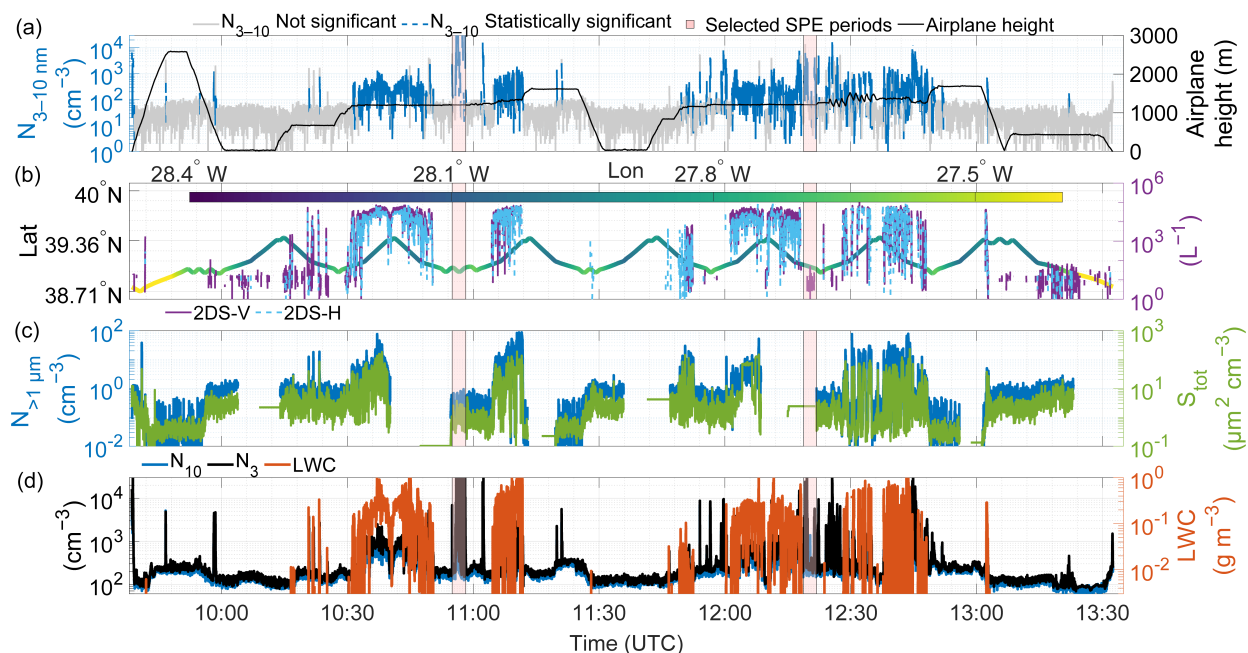 N3–10 Not significant N3–10 Statistically significant Selected SPE periods Airplane height
(a)
N3–10 nm
(cm−3)
10^4
10^3
10^2
10^1
10^0
3000
2000
1000
0
Airplane
height (m)
28.4° W 28.1° W Lon 27.8° W 27.5° W
(b)
Lat
40°N
39.36°N
38.71°N
10^6
10^3
10^0
(L−1)
2DS-V 2DS-H
(c)
N>1 μm
(cm−3)
10^2
10^0
10^-2
10^3
10^1
10^-1
Stot
(μm2 cm−3)
N10 N3 LWC
(d)
(cm−3)
10^4
10^3
10^2
10^0
10^-1
10^-2
LWC
(g m−3)
10:00 10:30 11:00 11:30 12:00 12:30 13:00 13:30
Time (UTC)